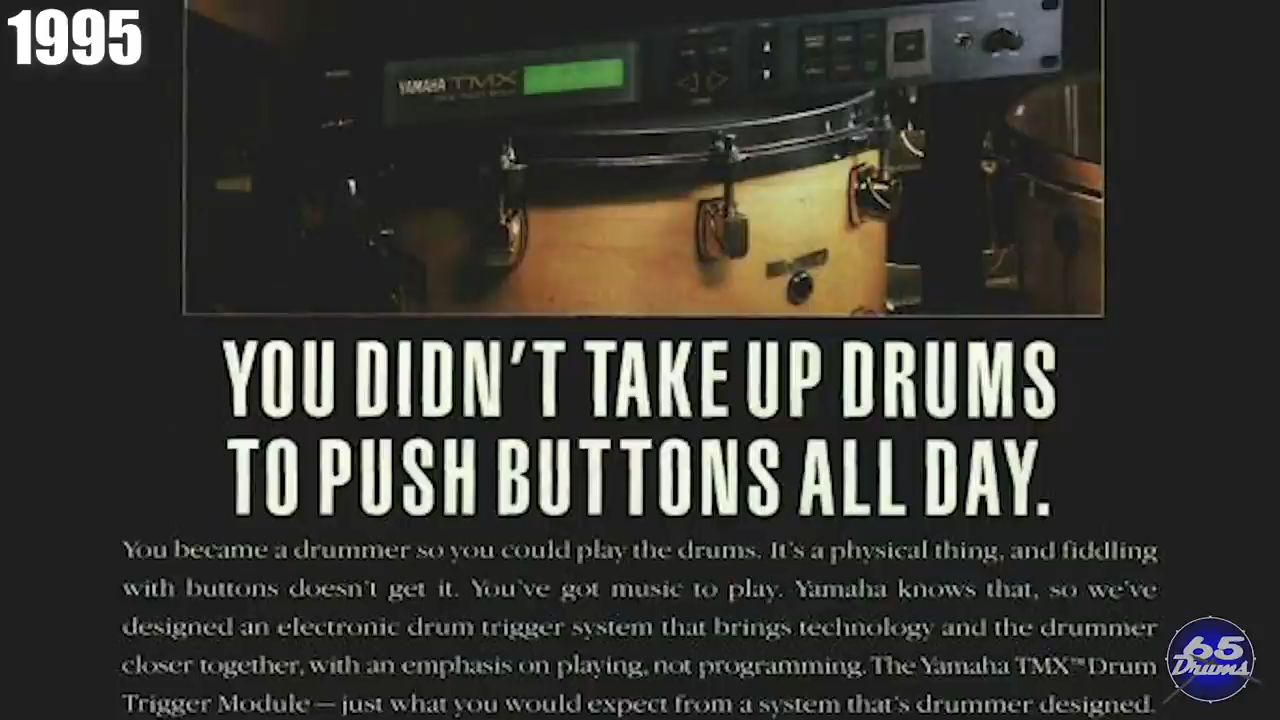 1995
YAMAHA TMX
YOU DIDN'T TAKE UP DRUMS
TO PUSH BUTTONS ALL DAY.
You became a drummer so you could play the drums. It's a physical thing, and fiddling
with buttons doesn't get it. You've got music to play. Yamaha knows that, so we've
designed an electronic drum trigger system that brings technology and the drummer
closer together, with an emphasis on playing, not programming. The Yamaha TMX™ Drum
Trigger Module — just what you would expect from a system that's drummer designed.
65
Drums